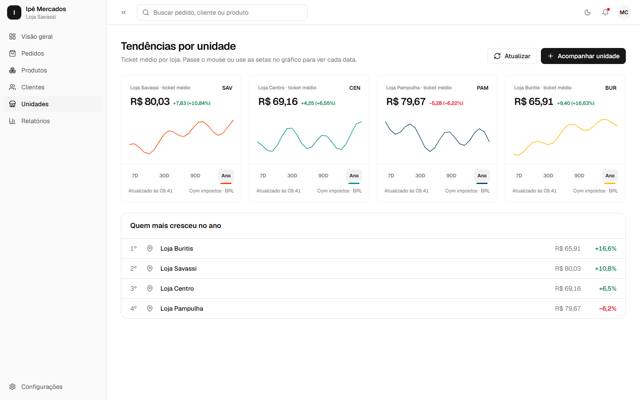 I
Ipê Mercados
Loja Savassi
Buscar pedido, cliente ou produto
MC
Visão geral
Pedidos
Produtos
Clientes
Unidades
Relatórios
Configurações
Tendências por unidade
Ticket médio por loja. Passe o mouse ou use as setas no gráfico para ver cada data.
Atualizar
Acompanhar unidade
Loja Savassi · ticket médio SAV
R$ 80,03 +7,83 (+10,84%)
7D 30D 90D Ano
Atualizado às 09:41 Com impostos · BRL
Loja Centro · ticket médio CEN
R$ 69,16 +4,25 (+6,55%)
7D 30D 90D Ano
Atualizado às 09:41 Com impostos · BRL
Loja Pampulha · ticket médio PAM
R$ 79,67 −5,28 (−6,22%)
7D 30D 90D Ano
Atualizado às 09:41 Com impostos · BRL
Loja Buritis · ticket médio BUR
R$ 65,91 +9,40 (+16,63%)
7D 30D 90D Ano
Atualizado às 09:41 Com impostos · BRL
Quem mais cresceu no ano
1º Loja Buritis R$ 65,91 +16,6%
2º Loja Savassi R$ 80,03 +10,8%
3º Loja Centro R$ 69,16 +6,5%
4º Loja Pampulha R$ 79,67 −6,2%